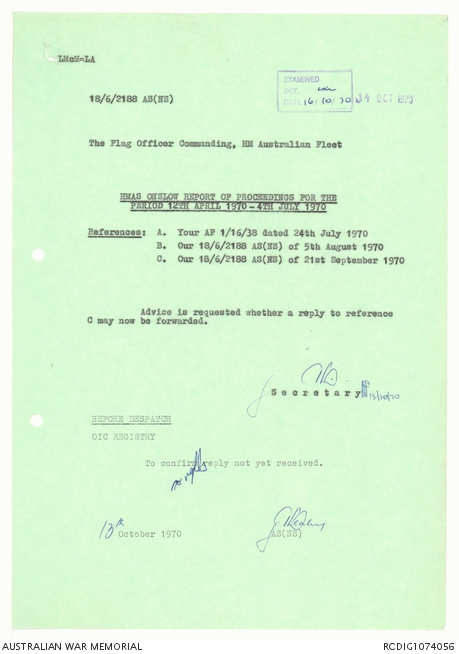 LMcM=LA
18/6/2188 AS(NS)
EXAMINED
INT.
DATE 16/10/70
14 OCT 1970
The Flag Officer Commanding, HM Australian Fleet
HMAS ONSLOW REPORT OF PROCEEDINGS FOR THE
PERIOD 12TH APRIL 1970 - 4TH JULY 1970
References: A. Your AF 1/16/38 dated 24th July 1970
B. Our 18/6/2188 AS(NS) of 5th August 1970
C. Our 18/6/2188 AS(NS) of 21st September 1970
Advice is requested whether a reply to reference
C may now be forwarded.
Secretary
13/10/70
BEFORE DESPATCH
OIC REGISTRY
To confirm reply not yet received.
no reply
13th October 1970
AS(NS)
AUSTRALIAN WAR MEMORIAL
RCDIG1074056